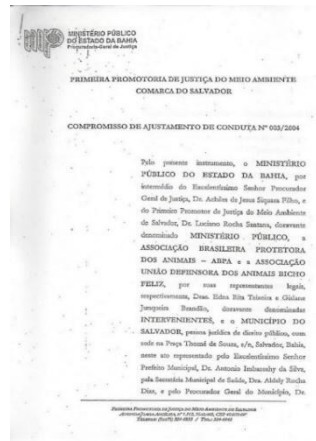 MINISTÉRIO PÚBLICO
DO ESTADO DA BAHIA
Procuradoria-Geral de Justiça
PRIMEIRA PROMOTORIA DE JUSTIÇA DO MEIO AMBIENTE
COMARCA DO SALVADOR
COMPROMISSO DE AJUSTAMENTO DE CONDUTA Nº 033/2004
Pelo presente instrumento, o MINISTÉRIO
PÚBLICO DO ESTADO DA BAHIA, por
intermédio do Excelentíssimo Senhor Procurador
Geral de Justiça, Dr. Achiles de Jesus Siquara Filho, e
do Primeiro Promotor de Justiça do Meio Ambiente
de Salvador, Dr. Luciano Rocha Santana, doravante
denominado MINISTÉRIO PÚBLICO, a
ASSOCIAÇÃO BRASILEIRA PROTETORA
DOS ANIMAIS – ABPA e a ASSOCIAÇÃO
UNIÃO DEFENSORA DOS ANIMAIS BICHO
FELIZ, por suas representantes legais,
respectivamente, Dras. Edna Rita Teixeira e Gislane
Junqueira Brandão, doravante denominadas
INTERVENIENTES, e o MUNICÍPIO DO
SALVADOR, pessoa jurídica de direito público, com
sede na Praça Thomé de Souza, s/n, Salvador, Bahia,
neste ato representado pelo Excelentíssimo Senhor
Prefeito Municipal, Dr. Antonio Imbassahy da Silva,
pela Secretária Municipal de Saúde, Dra. Aldely Rocha
Dias, e pelo Procurador Geral do Município, Dr.
PRIMEIRA PROMOTORIA DE JUSTIÇA DO MEIO AMBIENTE DE SALVADOR